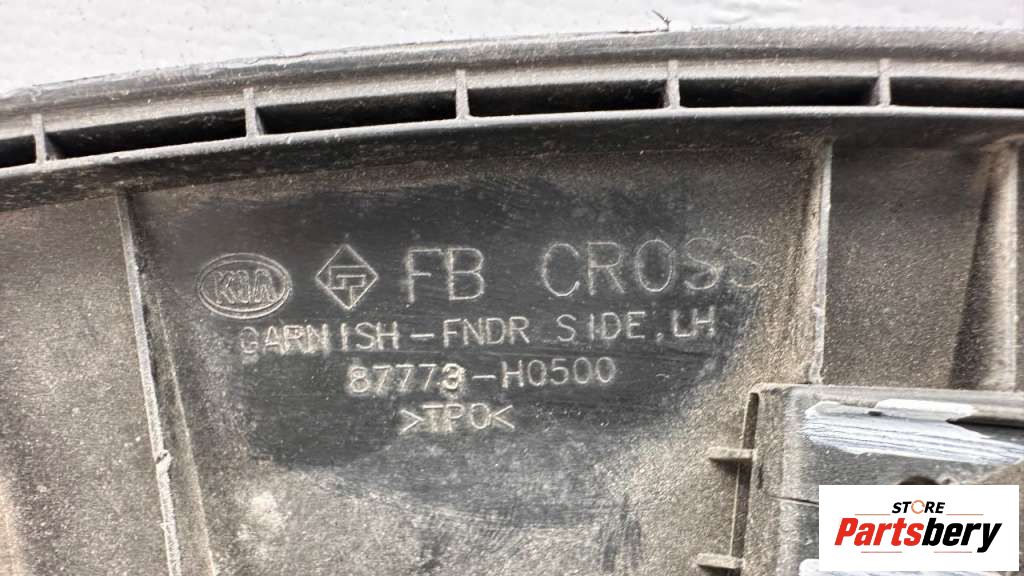 KIA FB CROSS
GARNISH-FNDR SIDE, LH
87773-H0500
>TPO<
STORE
Partsbery